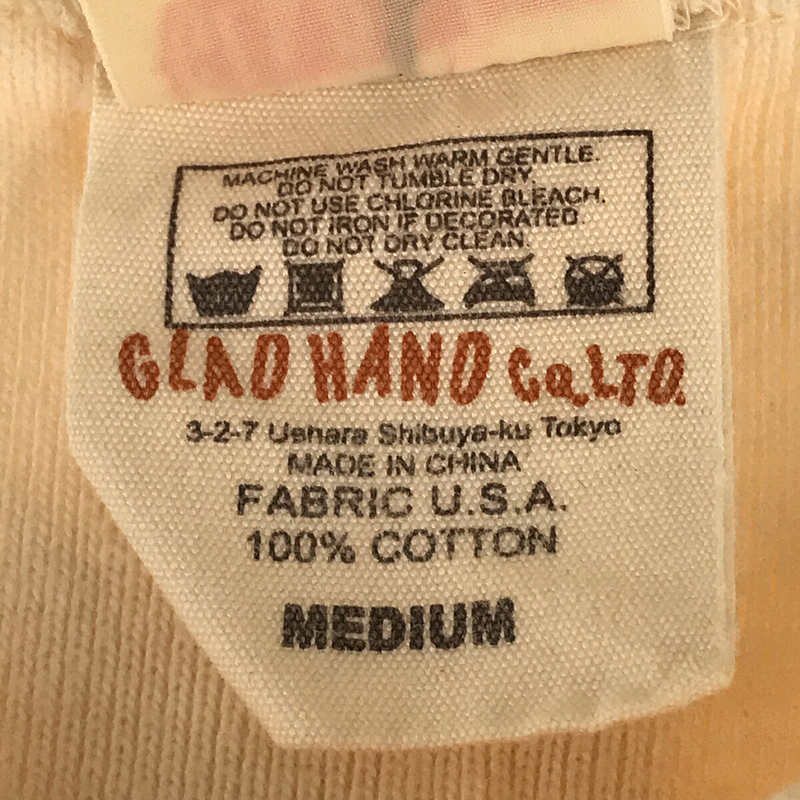 MACHINE WASH WARM GENTLE.
DO NOT TUMBLE DRY.
DO NOT USE CHLORINE BLEACH.
DO NOT IRON IF DECORATED.
DO NOT DRY CLEAN.
GLAD HAND Co.LTD.
3-2-7 Uehara Shibuya-ku Tokyo
MADE IN CHINA
FABRIC U.S.A.
100% COTTON
MEDIUM